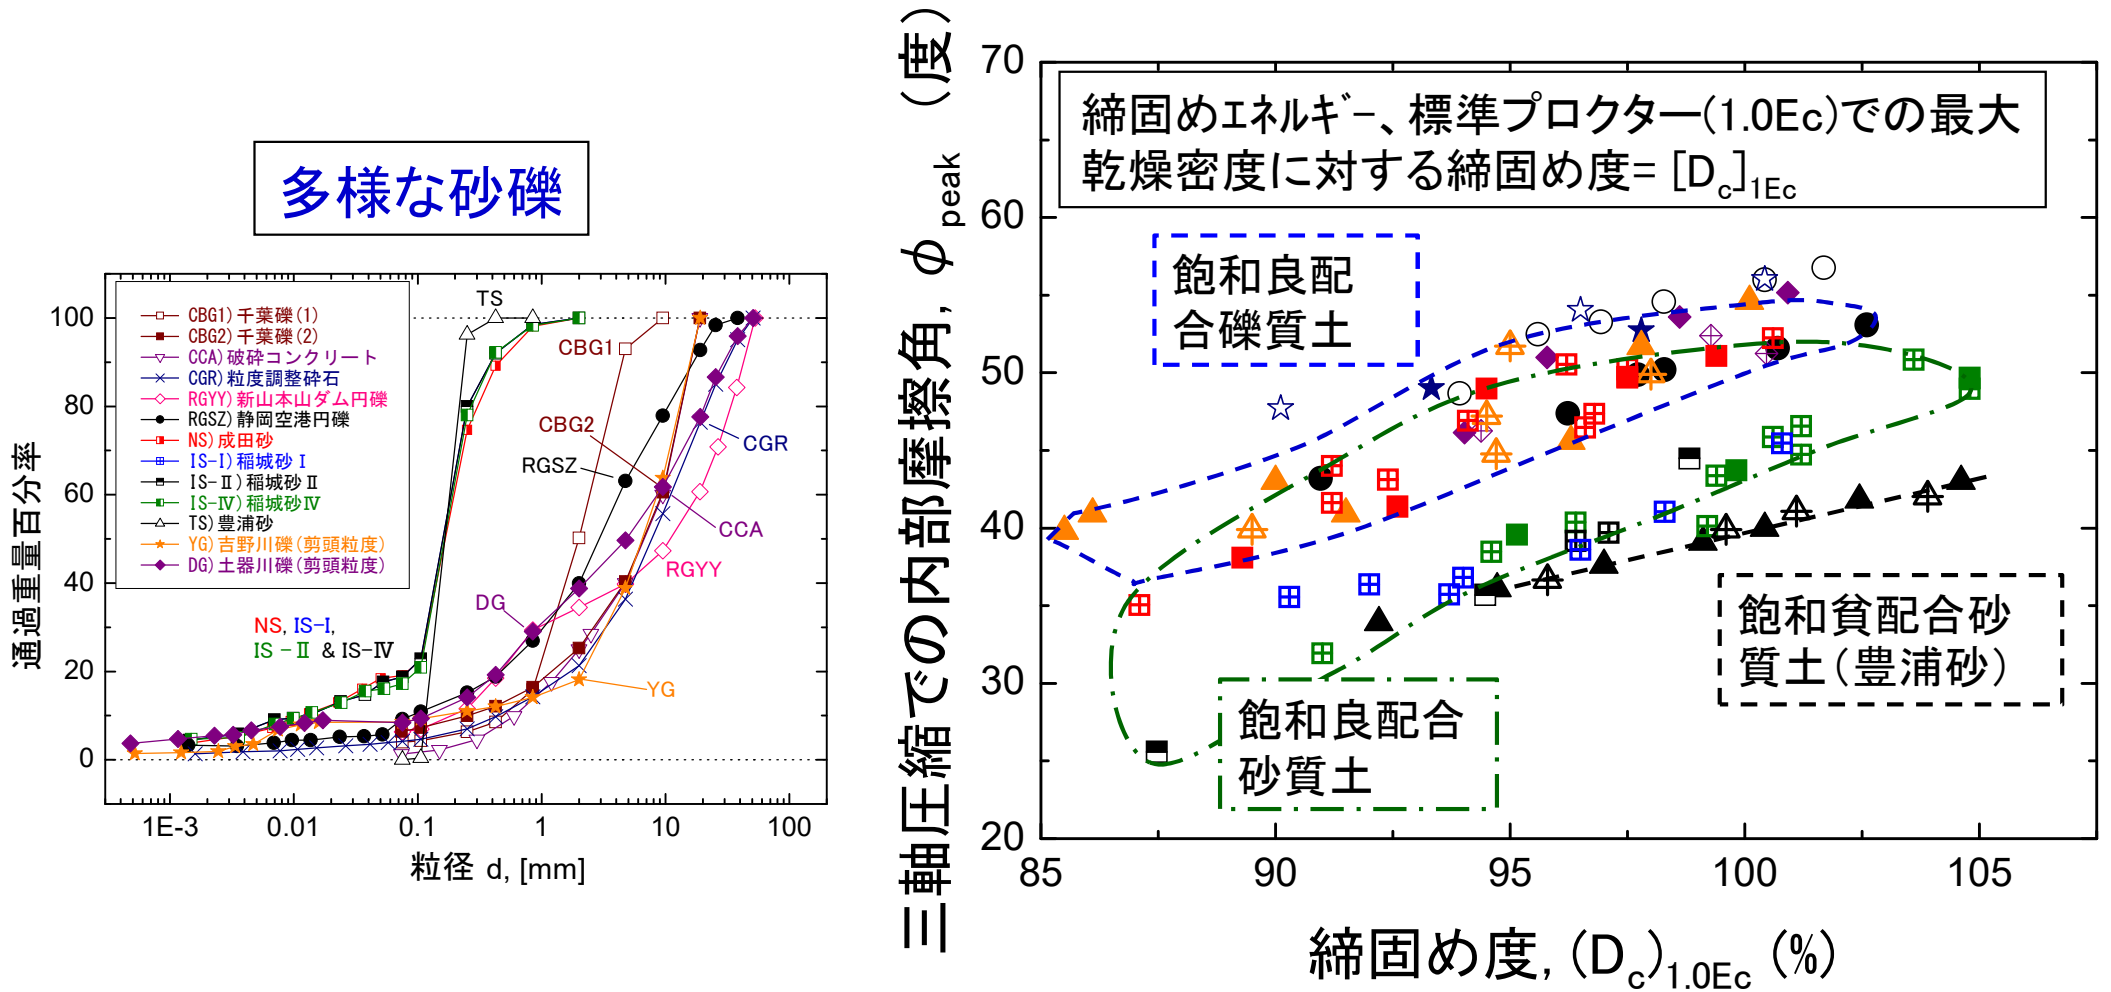 多様な砂礫
CBG1)千葉礫(1)
CBG2)千葉礫(2)
CCA)破砕コンクリート
CGR)粒度調整砕石
RGYY)新山本山ダム円礫
RGSZ)静岡空港円礫
NS)成田砂
IS-I)稲城砂Ⅰ
IS-Ⅱ)稲城砂Ⅱ
IS-Ⅳ)稲城砂Ⅳ
TS)豊浦砂
YG)吉野川礫(剪頭粒度)
DG)土器川礫(剪頭粒度)
TS
CBG1
CBG2
RGSZ
CGR
CCA
RGYY
DG
YG
NS, IS-I,
IS-Ⅱ & IS-Ⅳ
通過重量百分率
100
80
60
40
20
0
1E-3 0.01 0.1 1 10 100
粒径 d, [mm]
三軸圧縮での内部摩擦角, φpeak (度)
70
60
50
40
30
20
締固めエネルギー、標準プロクター(1.0Ec)での最大
乾燥密度に対する締固め度= [Dc]1Ec
飽和良配
合礫質土
飽和貧配合砂
質土(豊浦砂)
飽和良配合
砂質土
85 90 95 100 105
締固め度, (Dc)1.0Ec (%)